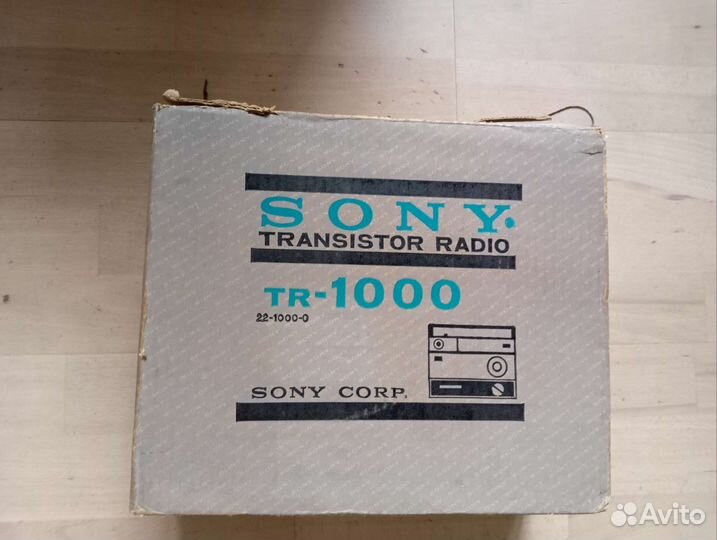 SONY.
TRANSISTOR RADIO
TR-1000
22-1000-0
SONY CORP.
Avito